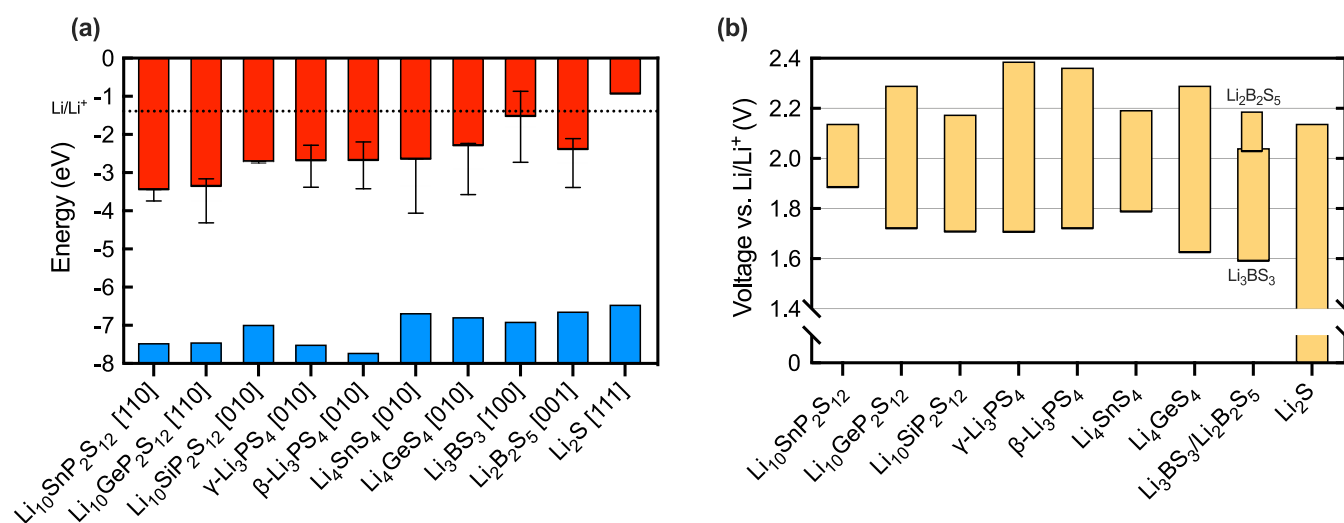 (a)
Energy (eV)
0
-1
-2
-3
-4
-5
-6
-7
-8
Li/Li⁺
Li₁₀SnP₂S₁₂ [110]
Li₁₀GeP₂S₁₂ [110]
Li₁₀SiP₂S₁₂ [010]
γ-Li₃PS₄ [010]
β-Li₃PS₄ [010]
Li₄SnS₄ [010]
Li₄GeS₄ [010]
Li₃BS₃ [100]
Li₂B₂S₅ [001]
Li₂S [111]
(b)
Voltage vs. Li/Li⁺ (V)
2.4
2.2
2.0
1.8
1.6
1.4
0
Li₂B₂S₅
Li₃BS₃
Li₁₀SnP₂S₁₂
Li₁₀GeP₂S₁₂
Li₁₀SiP₂S₁₂
γ-Li₃PS₄
β-Li₃PS₄
Li₄SnS₄
Li₄GeS₄
Li₃BS₃/Li₂B₂S₅
Li₂S